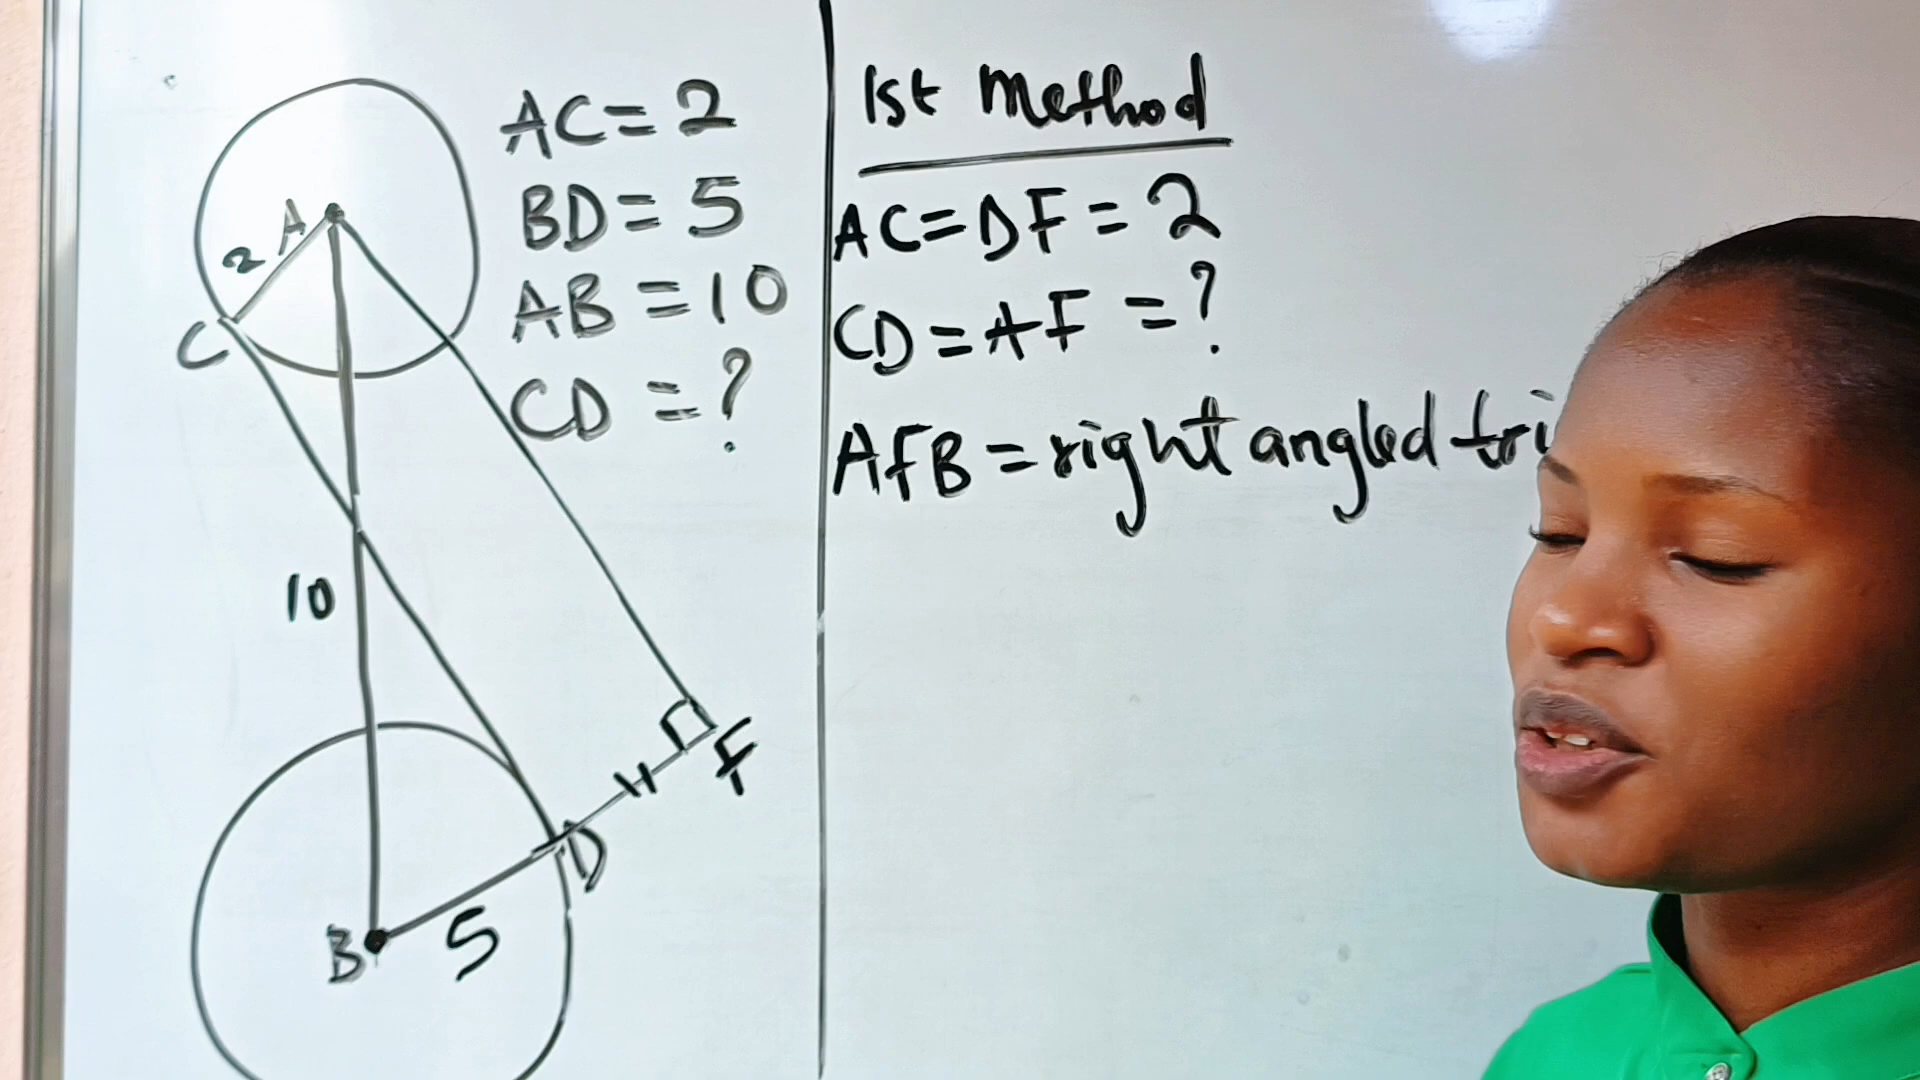 A
2
C
10
B
5
D
F
AC = 2
BD = 5
AB = 10
CD = ?
1st Method
AC = DF = 2
CD = AF = ?
AFB = right angled